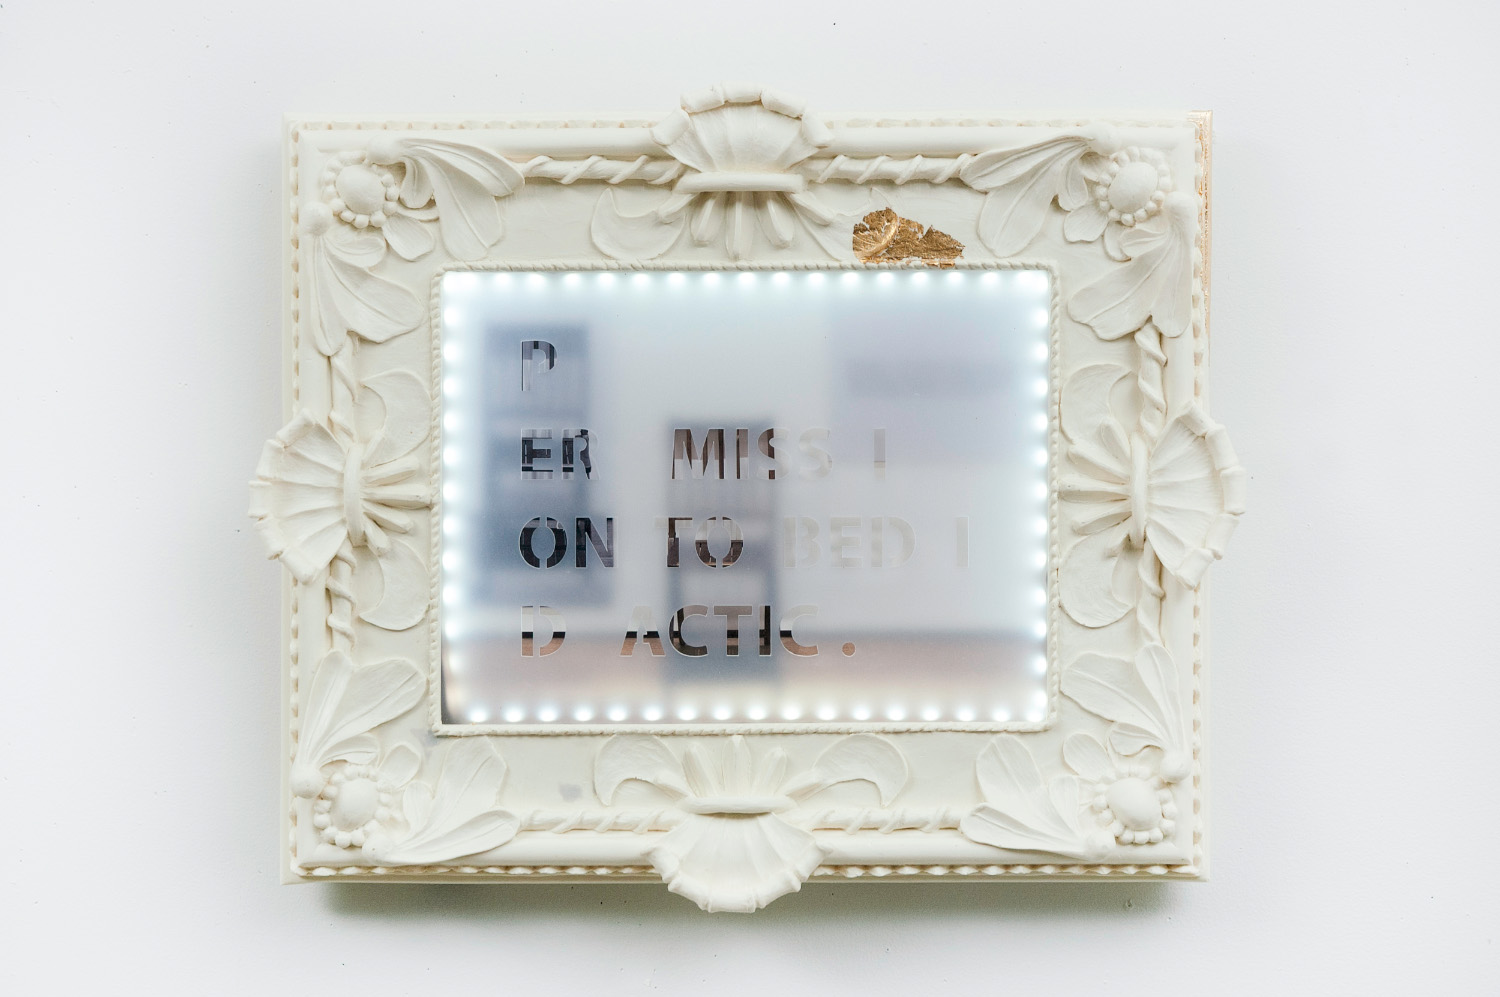 P
ER MISS I
ON TO BED I
D ACTIC.